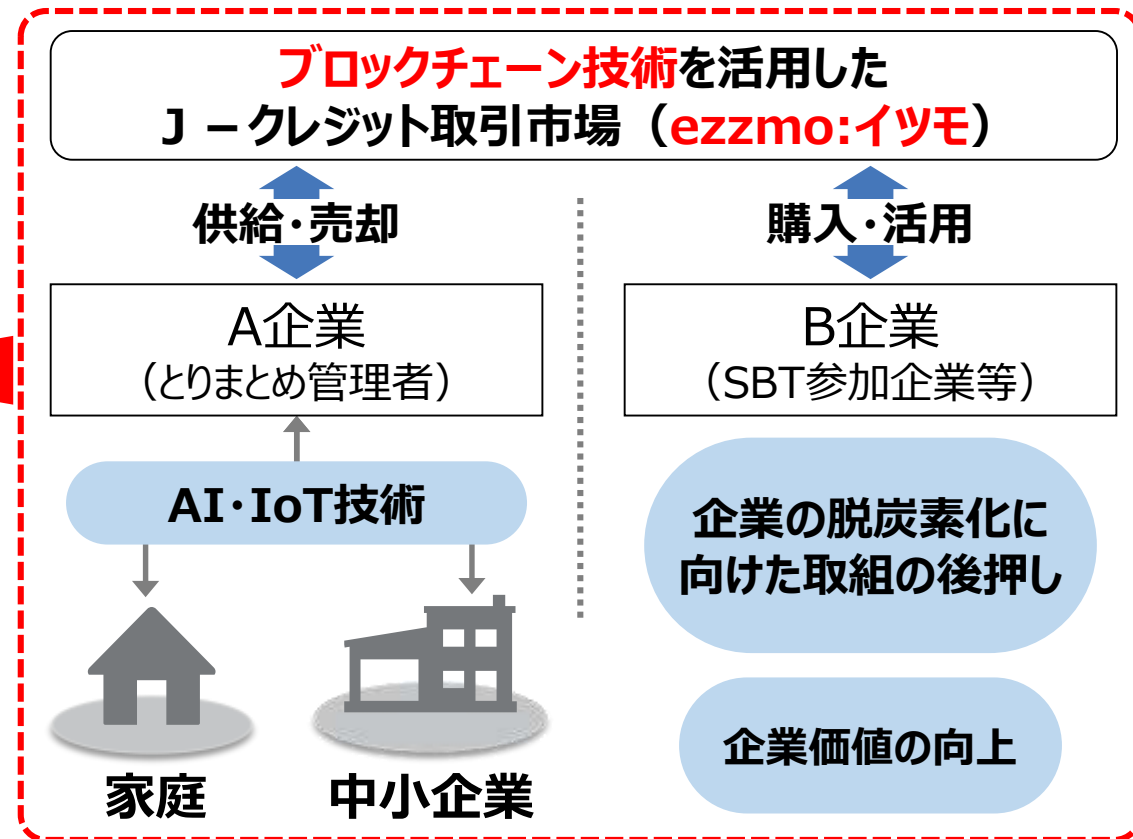 ブロックチェーン技術を活用した
J－クレジット取引市場（ezzmo:イツモ）
供給・売却
購入・活用
A企業
（とりまとめ管理者）
B企業
（SBT参加企業等）
AI・IoT技術
企業の脱炭素化に
向けた取組の後押し
企業価値の向上
家庭
中小企業